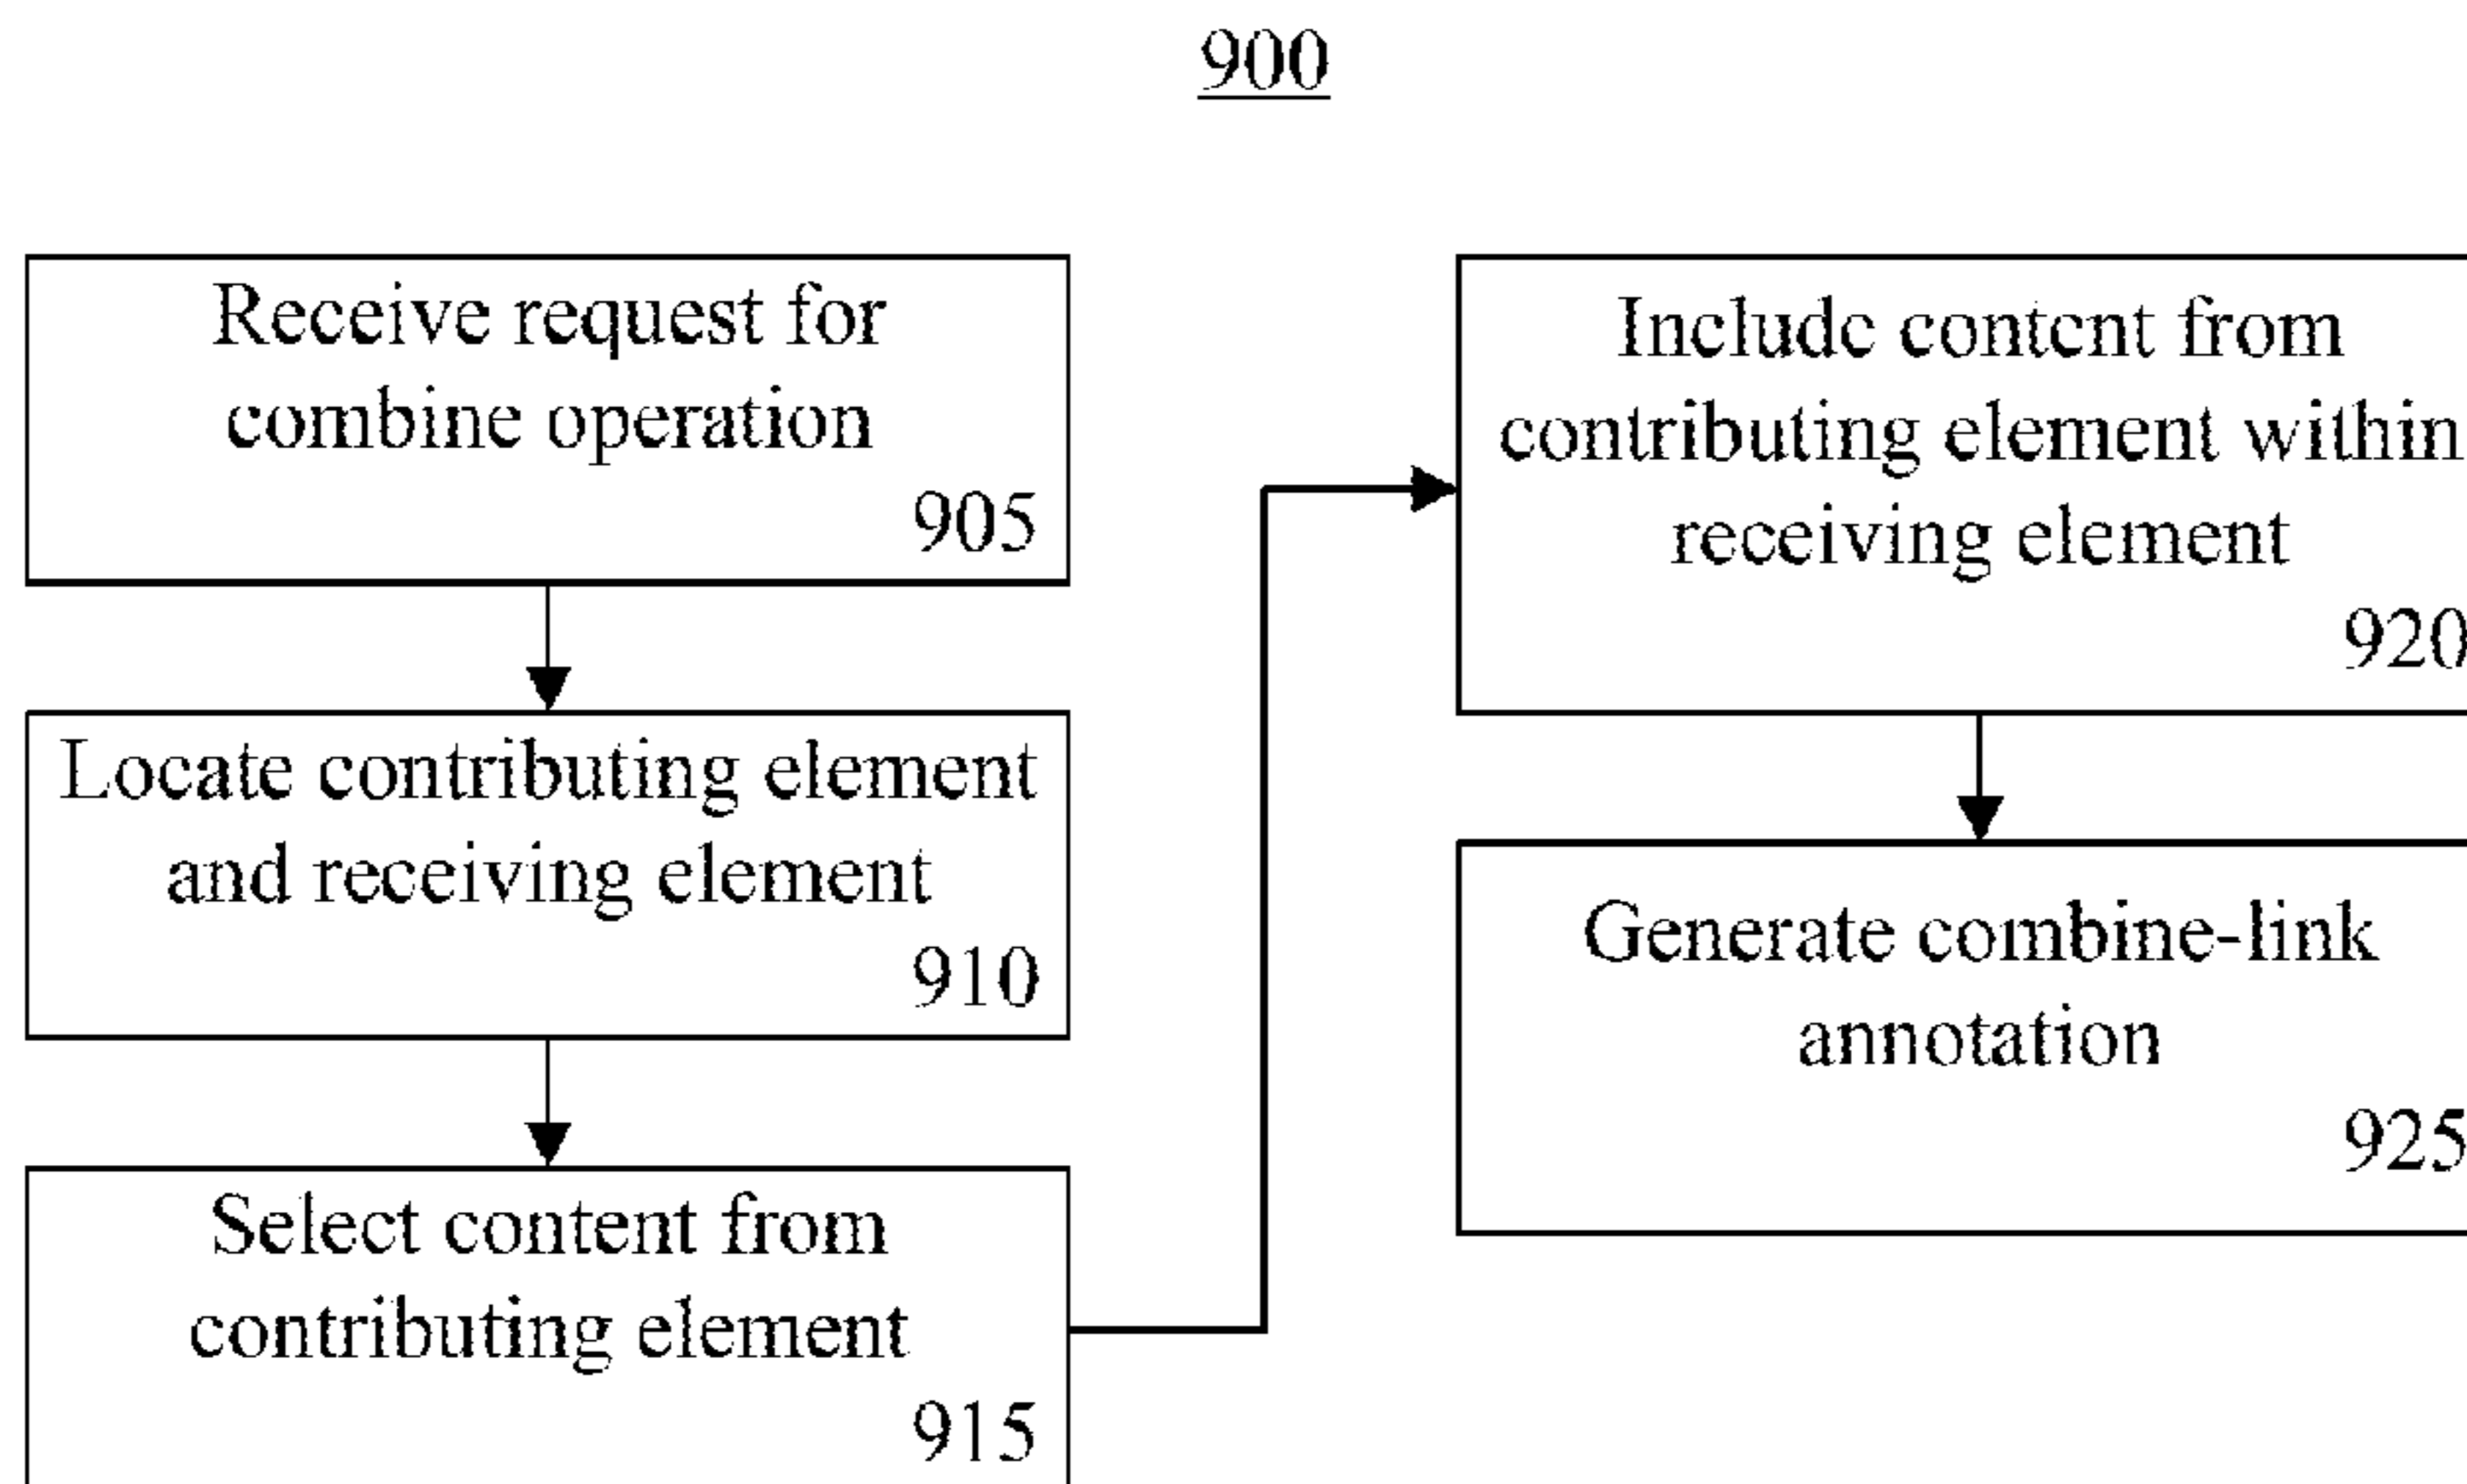 900
Receive request for
combine operation
905
Locate contributing element
and receiving element
910
Select content from
contributing element
915
Include content from
contributing element within
receiving element
920
Generate combine-link
annotation
925